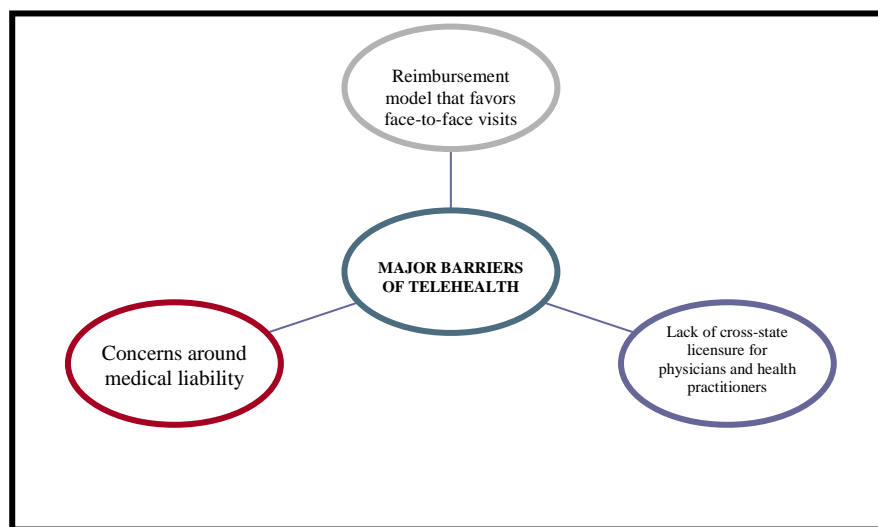 Reimbursement
model that favors
face-to-face visits
MAJOR BARRIERS
OF TELEHEALTH
Concerns around
medical liability
Lack of cross-state
licensure for
physicians and health
practitioners